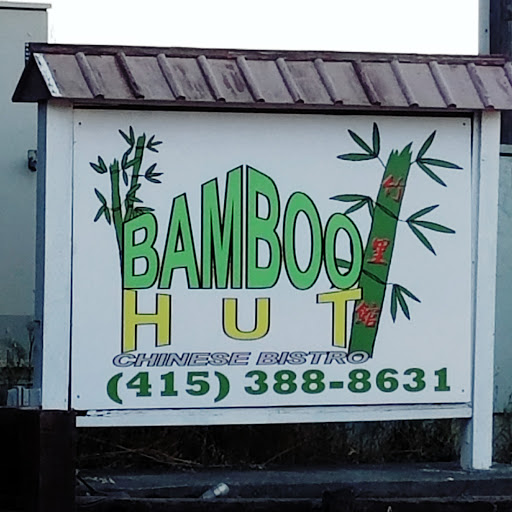 BAMBOO
HUT
CHINESE BISTRO
(415) 388-8631
竹里館